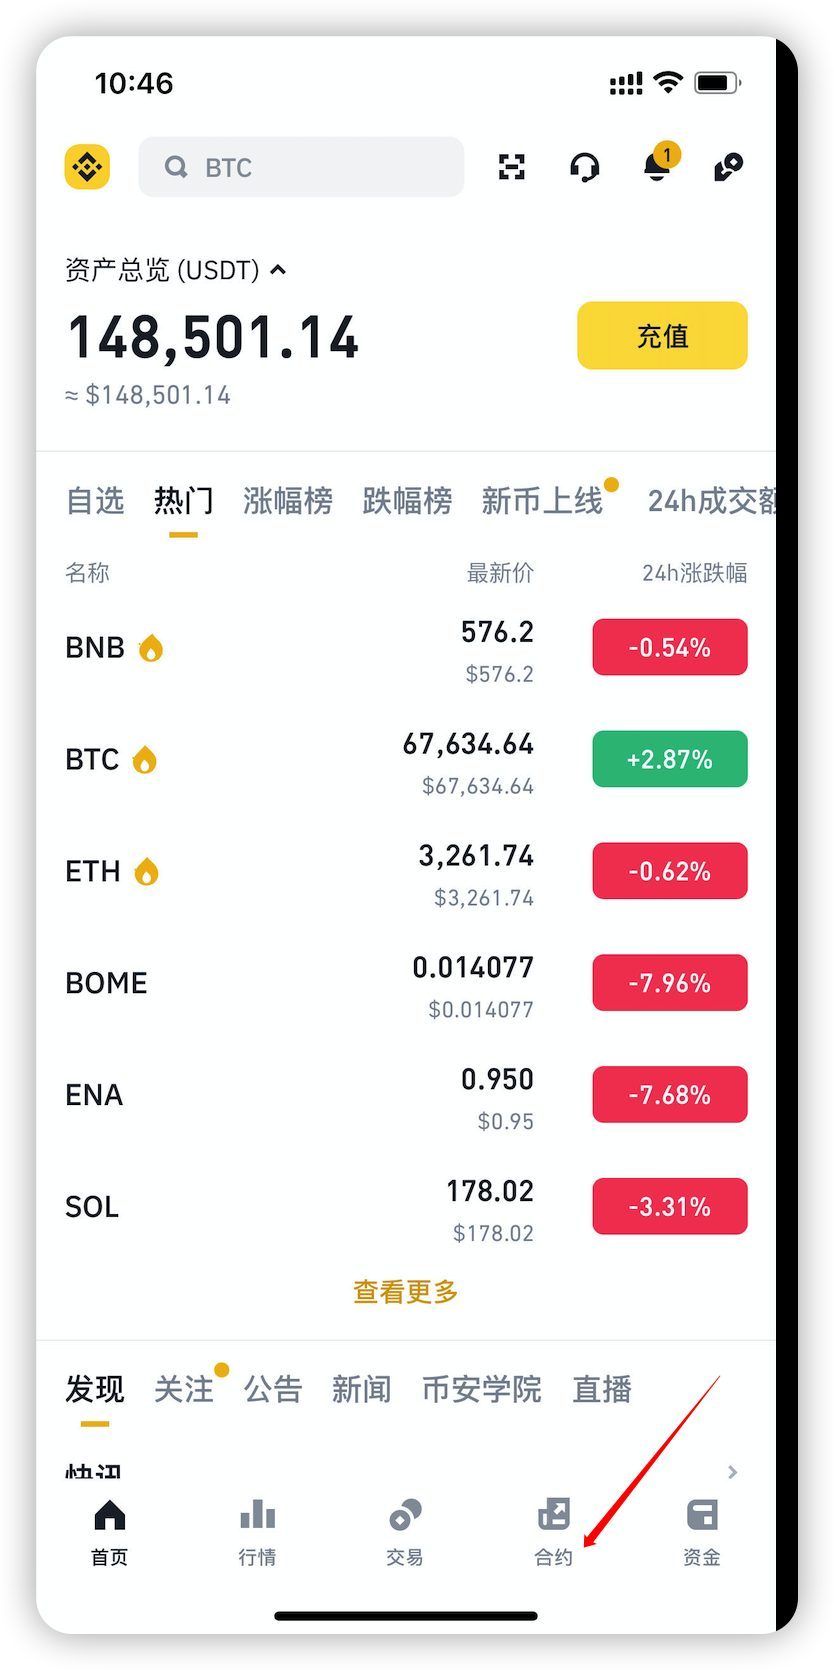 10:46
BTC
1
资产总览 (USDT)
148,501.14
充值
≈ $148,501.14
自选 热门 涨幅榜 跌幅榜 新币上线 24h成交额
名称 最新价 24h涨跌幅
BNB 576.2 -0.54%
$576.2
BTC 67,634.64 +2.87%
$67,634.64
ETH 3,261.74 -0.62%
$3,261.74
BOME 0.014077 -7.96%
$0.014077
ENA 0.950 -7.68%
$0.95
SOL 178.02 -3.31%
$178.02
查看更多
发现 关注 公告 新闻 币安学院 直播
快讯
首页 行情 交易 合约 资金